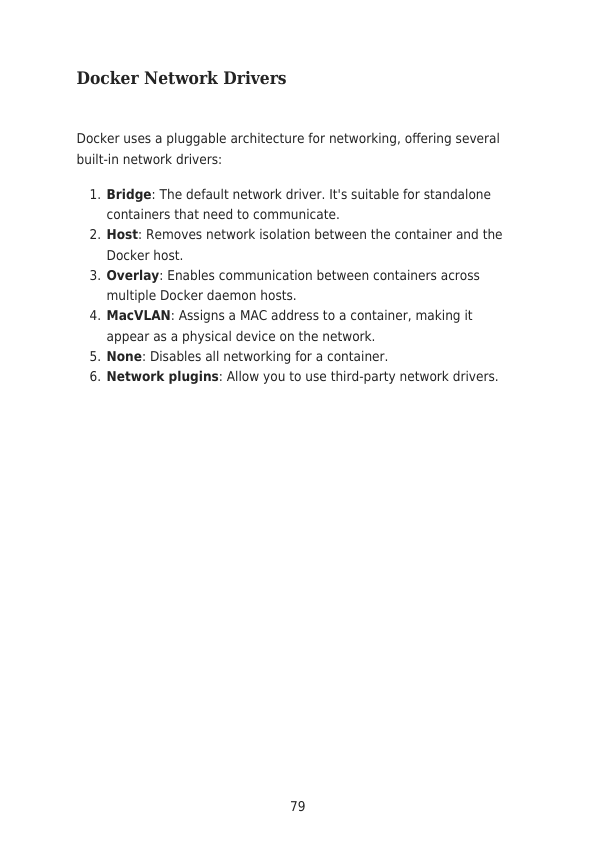 Docker Network Drivers
Docker uses a pluggable architecture for networking, offering several
built-in network drivers:
1. Bridge: The default network driver. It's suitable for standalone
containers that need to communicate.
2. Host: Removes network isolation between the container and the
Docker host.
3. Overlay: Enables communication between containers across
multiple Docker daemon hosts.
4. MacVLAN: Assigns a MAC address to a container, making it
appear as a physical device on the network.
5. None: Disables all networking for a container.
6. Network plugins: Allow you to use third-party network drivers.
79